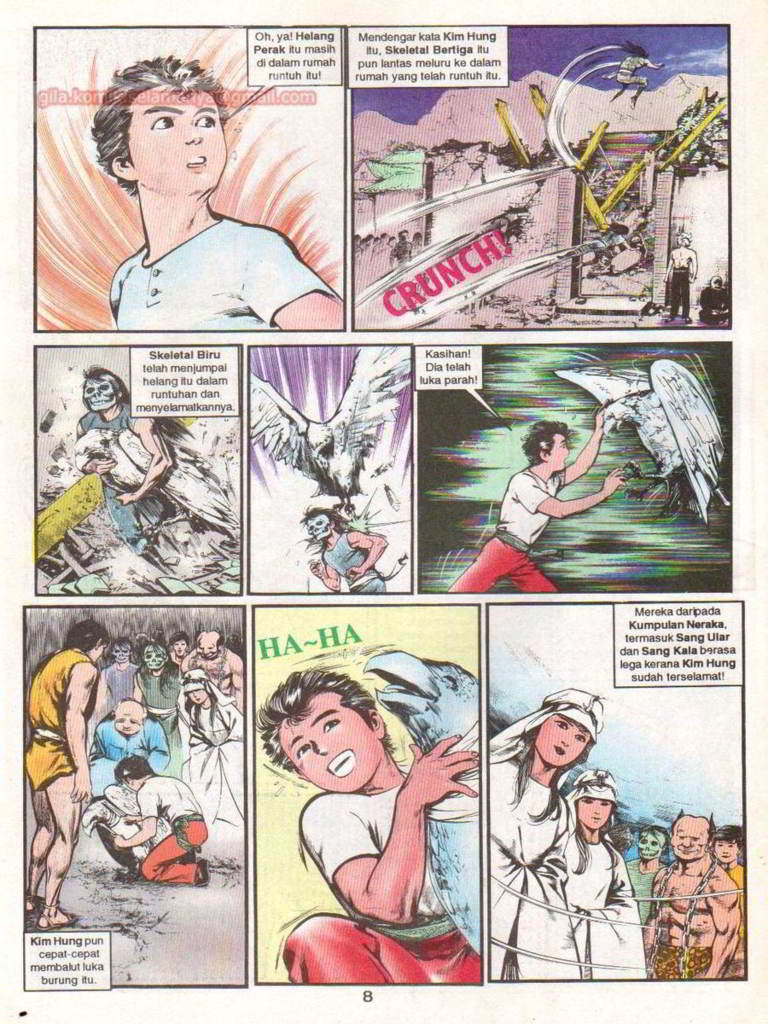 Oh, ya! Helang
Perak itu masih
di dalam rumah
runtuh itu!
Mendengar kata Kim Hung
itu, Skeletal Bertiga itu
pun lantas meluru ke dalam
rumah yang telah runtuh itu.
CRUNCH!
Skeletal Biru
telah menjumpai
helang itu dalam
runtuhan dan
menyelamatkannya.
Kasihan!
Dia telah
luka parah!
Kim Hung pun
cepat-cepat
membalut luka
burung itu.
HA~HA
Mereka daripada
Kumpulan Neraka,
termasuk Sang Ular
dan Sang Kala berasa
lega kerana Kim Hung
sudah terselamat!
8